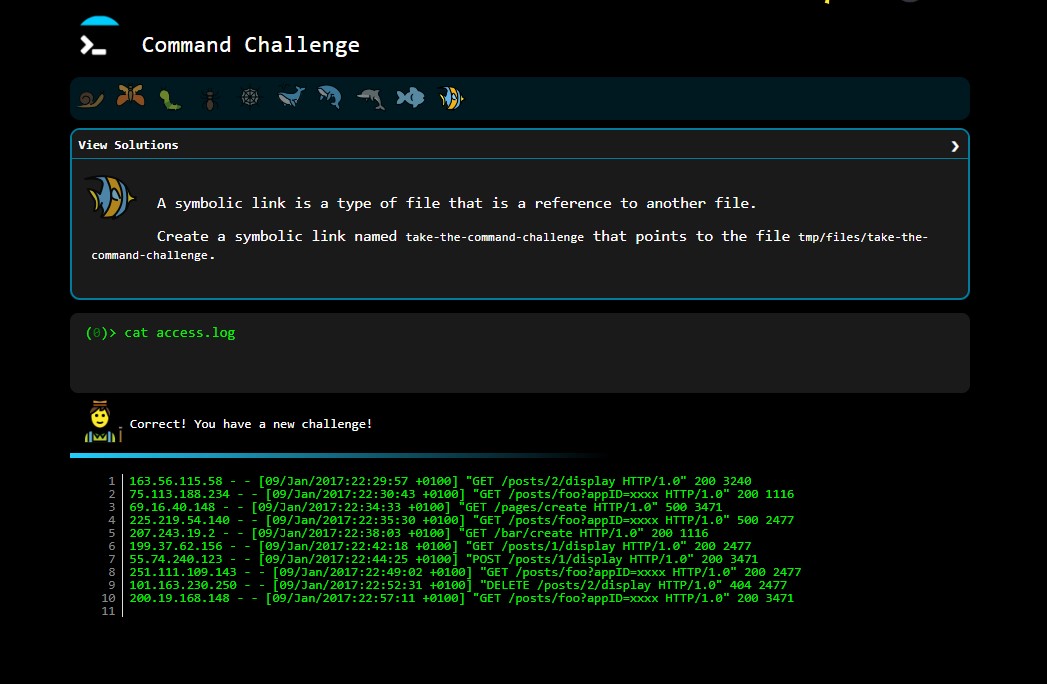 Command Challenge
View Solutions ❯
A symbolic link is a type of file that is a reference to another file.
Create a symbolic link named take-the-command-challenge that points to the file tmp/files/take-the-
command-challenge.
(0)> cat access.log
Correct! You have a new challenge!
1 163.56.115.58 - - [09/Jan/2017:22:29:57 +0100] "GET /posts/2/display HTTP/1.0" 200 3240
2 75.113.188.234 - - [09/Jan/2017:22:30:43 +0100] "GET /posts/foo?appID=xxxx HTTP/1.0" 200 1116
3 69.16.40.148 - - [09/Jan/2017:22:34:33 +0100] "GET /pages/create HTTP/1.0" 500 3471
4 225.219.54.140 - - [09/Jan/2017:22:35:30 +0100] "GET /posts/foo?appID=xxxx HTTP/1.0" 500 2477
5 207.243.19.2 - - [09/Jan/2017:22:38:03 +0100] "GET /bar/create HTTP/1.0" 200 1116
6 199.37.62.156 - - [09/Jan/2017:22:42:18 +0100] "GET /posts/1/display HTTP/1.0" 200 2477
7 55.74.240.123 - - [09/Jan/2017:22:44:25 +0100] "POST /posts/1/display HTTP/1.0" 200 3471
8 251.111.109.143 - - [09/Jan/2017:22:49:02 +0100] "GET /posts/foo?appID=xxxx HTTP/1.0" 200 2477
9 101.163.230.250 - - [09/Jan/2017:22:52:31 +0100] "DELETE /posts/2/display HTTP/1.0" 404 2477
10 200.19.168.148 - - [09/Jan/2017:22:57:11 +0100] "GET /posts/foo?appID=xxxx HTTP/1.0" 200 3471
11